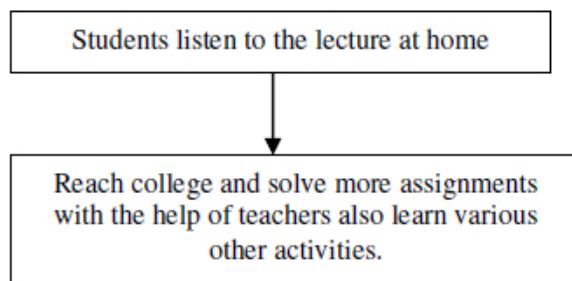 Students listen to the lecture at home
Reach college and solve more assignments
with the help of teachers also learn various
other activities.